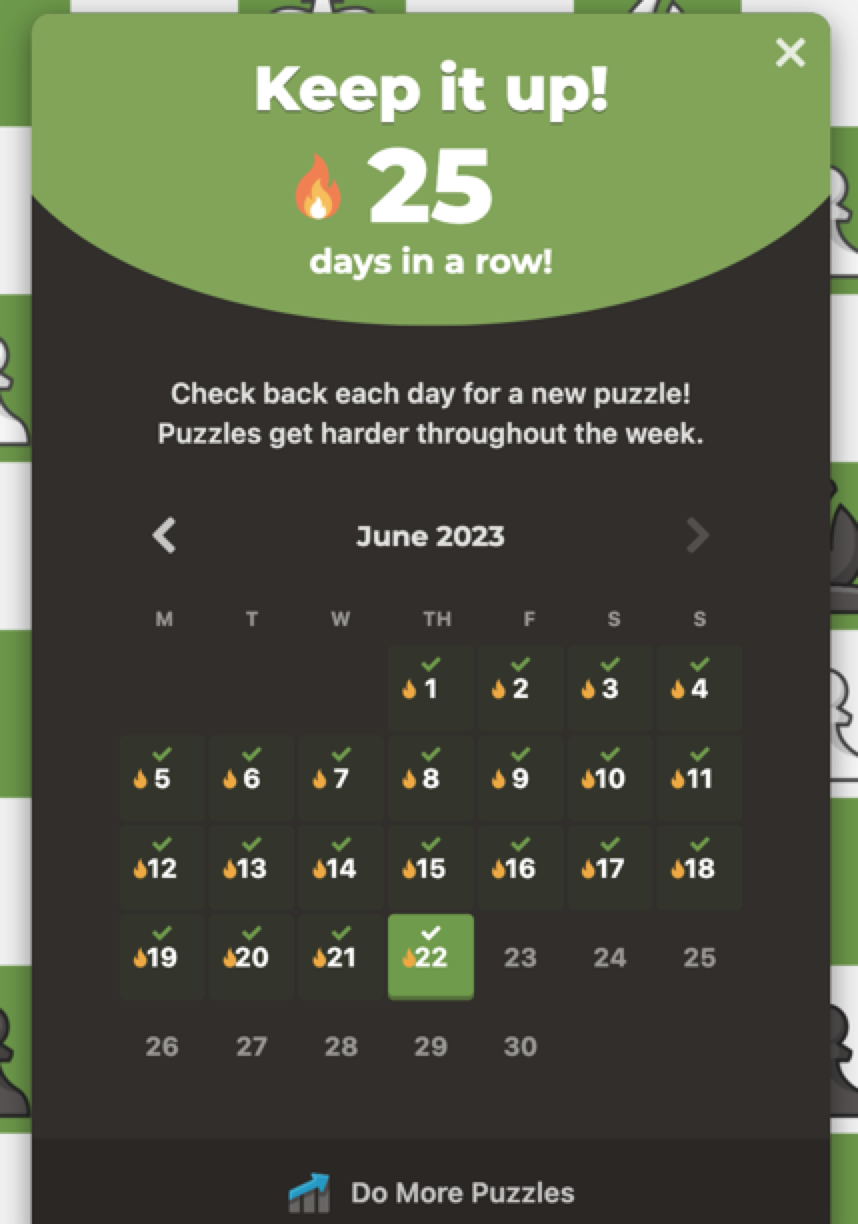 Keep it up!
25
days in a row!
Check back each day for a new puzzle!
Puzzles get harder throughout the week.
June 2023
M T W TH F S S
1 2 3 4
5 6 7 8 9 10 11
12 13 14 15 16 17 18
19 20 21 22 23 24 25
26 27 28 29 30
Do More Puzzles